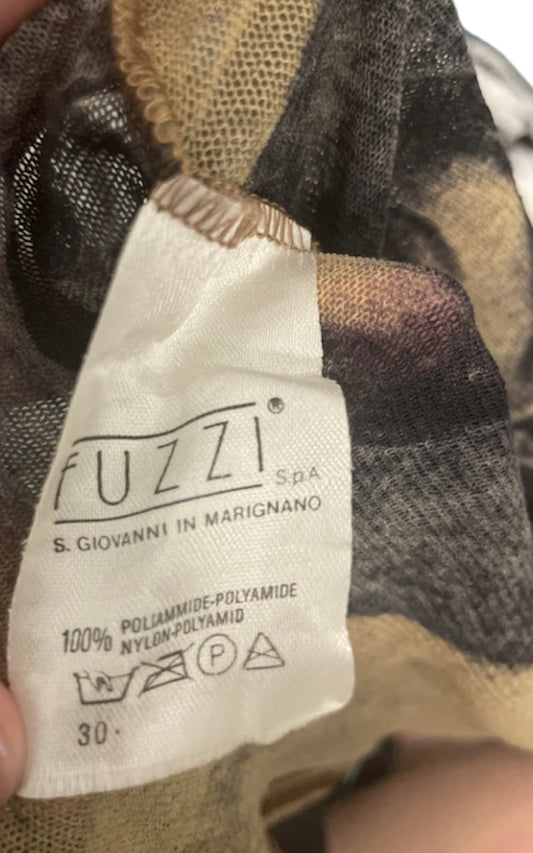 fUZZI®
S.p.A
S. GIOVANNI IN MARIGNANO
100% POLIAMMIDE-POLYAMIDE
NYLON-POLYAMID
P
30·